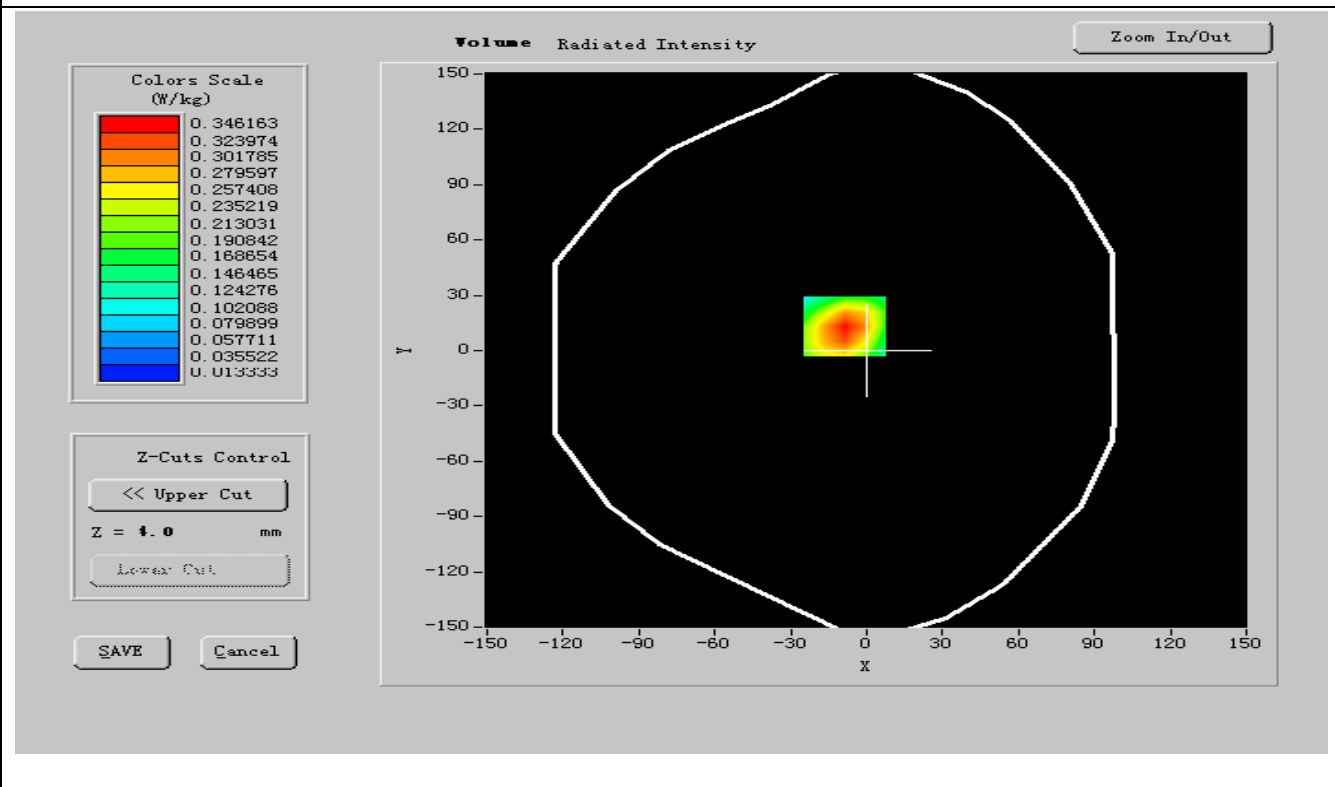 Volume Radiated Intensity
Zoom In/Out
Colors Scale
(W/kg)
0.346163
0.323974
0.301785
0.279597
0.257408
0.235219
0.213031
0.190842
0.168654
0.146465
0.124276
0.102088
0.079899
0.057711
0.035522
0.013333
Z-Cuts Control
<< Upper Cut
Z = 4.0 mm
Lower Cut
SAVE Cancel
150
120
90
60
30
0
-30
-60
-90
-120
-150
Y
-150 -120 -90 -60 -30 0 30 60 90 120 150
X